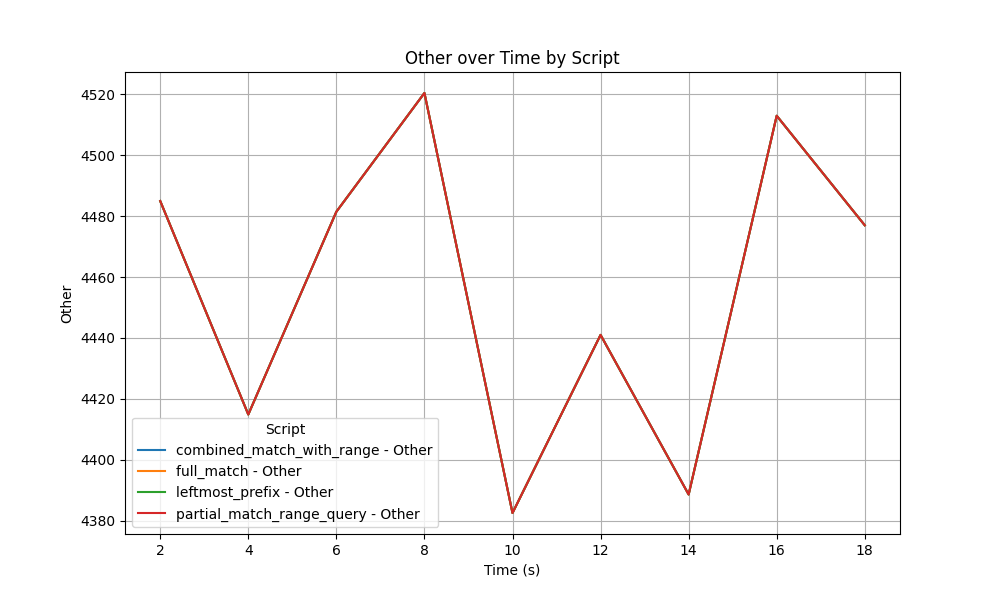 Other over Time by Script
4520
4500
4480
4460
4440
4420
4400
4380
Other
Script
combined_match_with_range - Other
full_match - Other
leftmost_prefix - Other
partial_match_range_query - Other
2 4 6 8 10 12 14 16 18
Time (s)